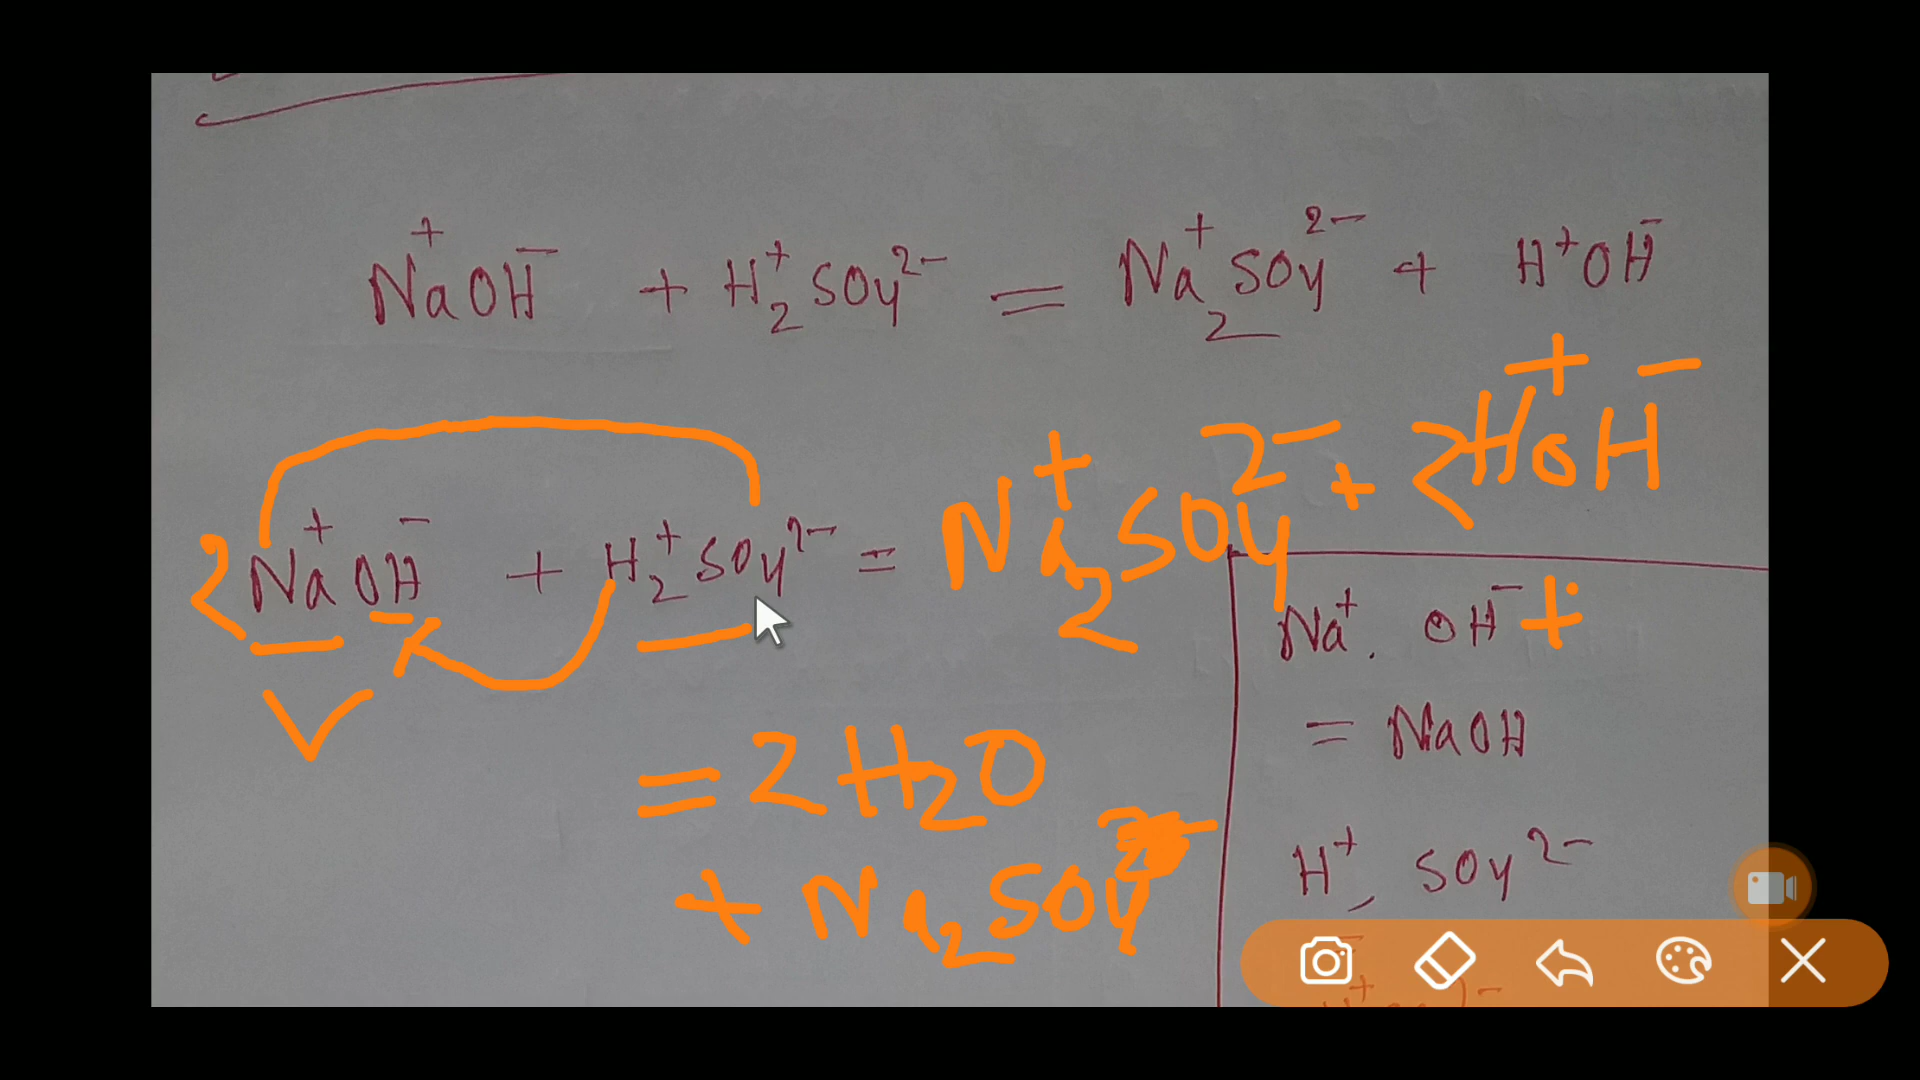 Na⁺OH⁻ + H₂⁺SO₄²⁻ = Na₂⁺SO₄²⁻ + H⁺OH⁻
2Na⁺OH⁻ + H₂⁺SO₄²⁻ = Na₂⁺SO₄²⁻ + 2H⁺OH⁻
= 2H₂O
+ Na₂SO₄
Na⁺. OH⁻ +
= NaOH
H⁺, SO₄²⁻